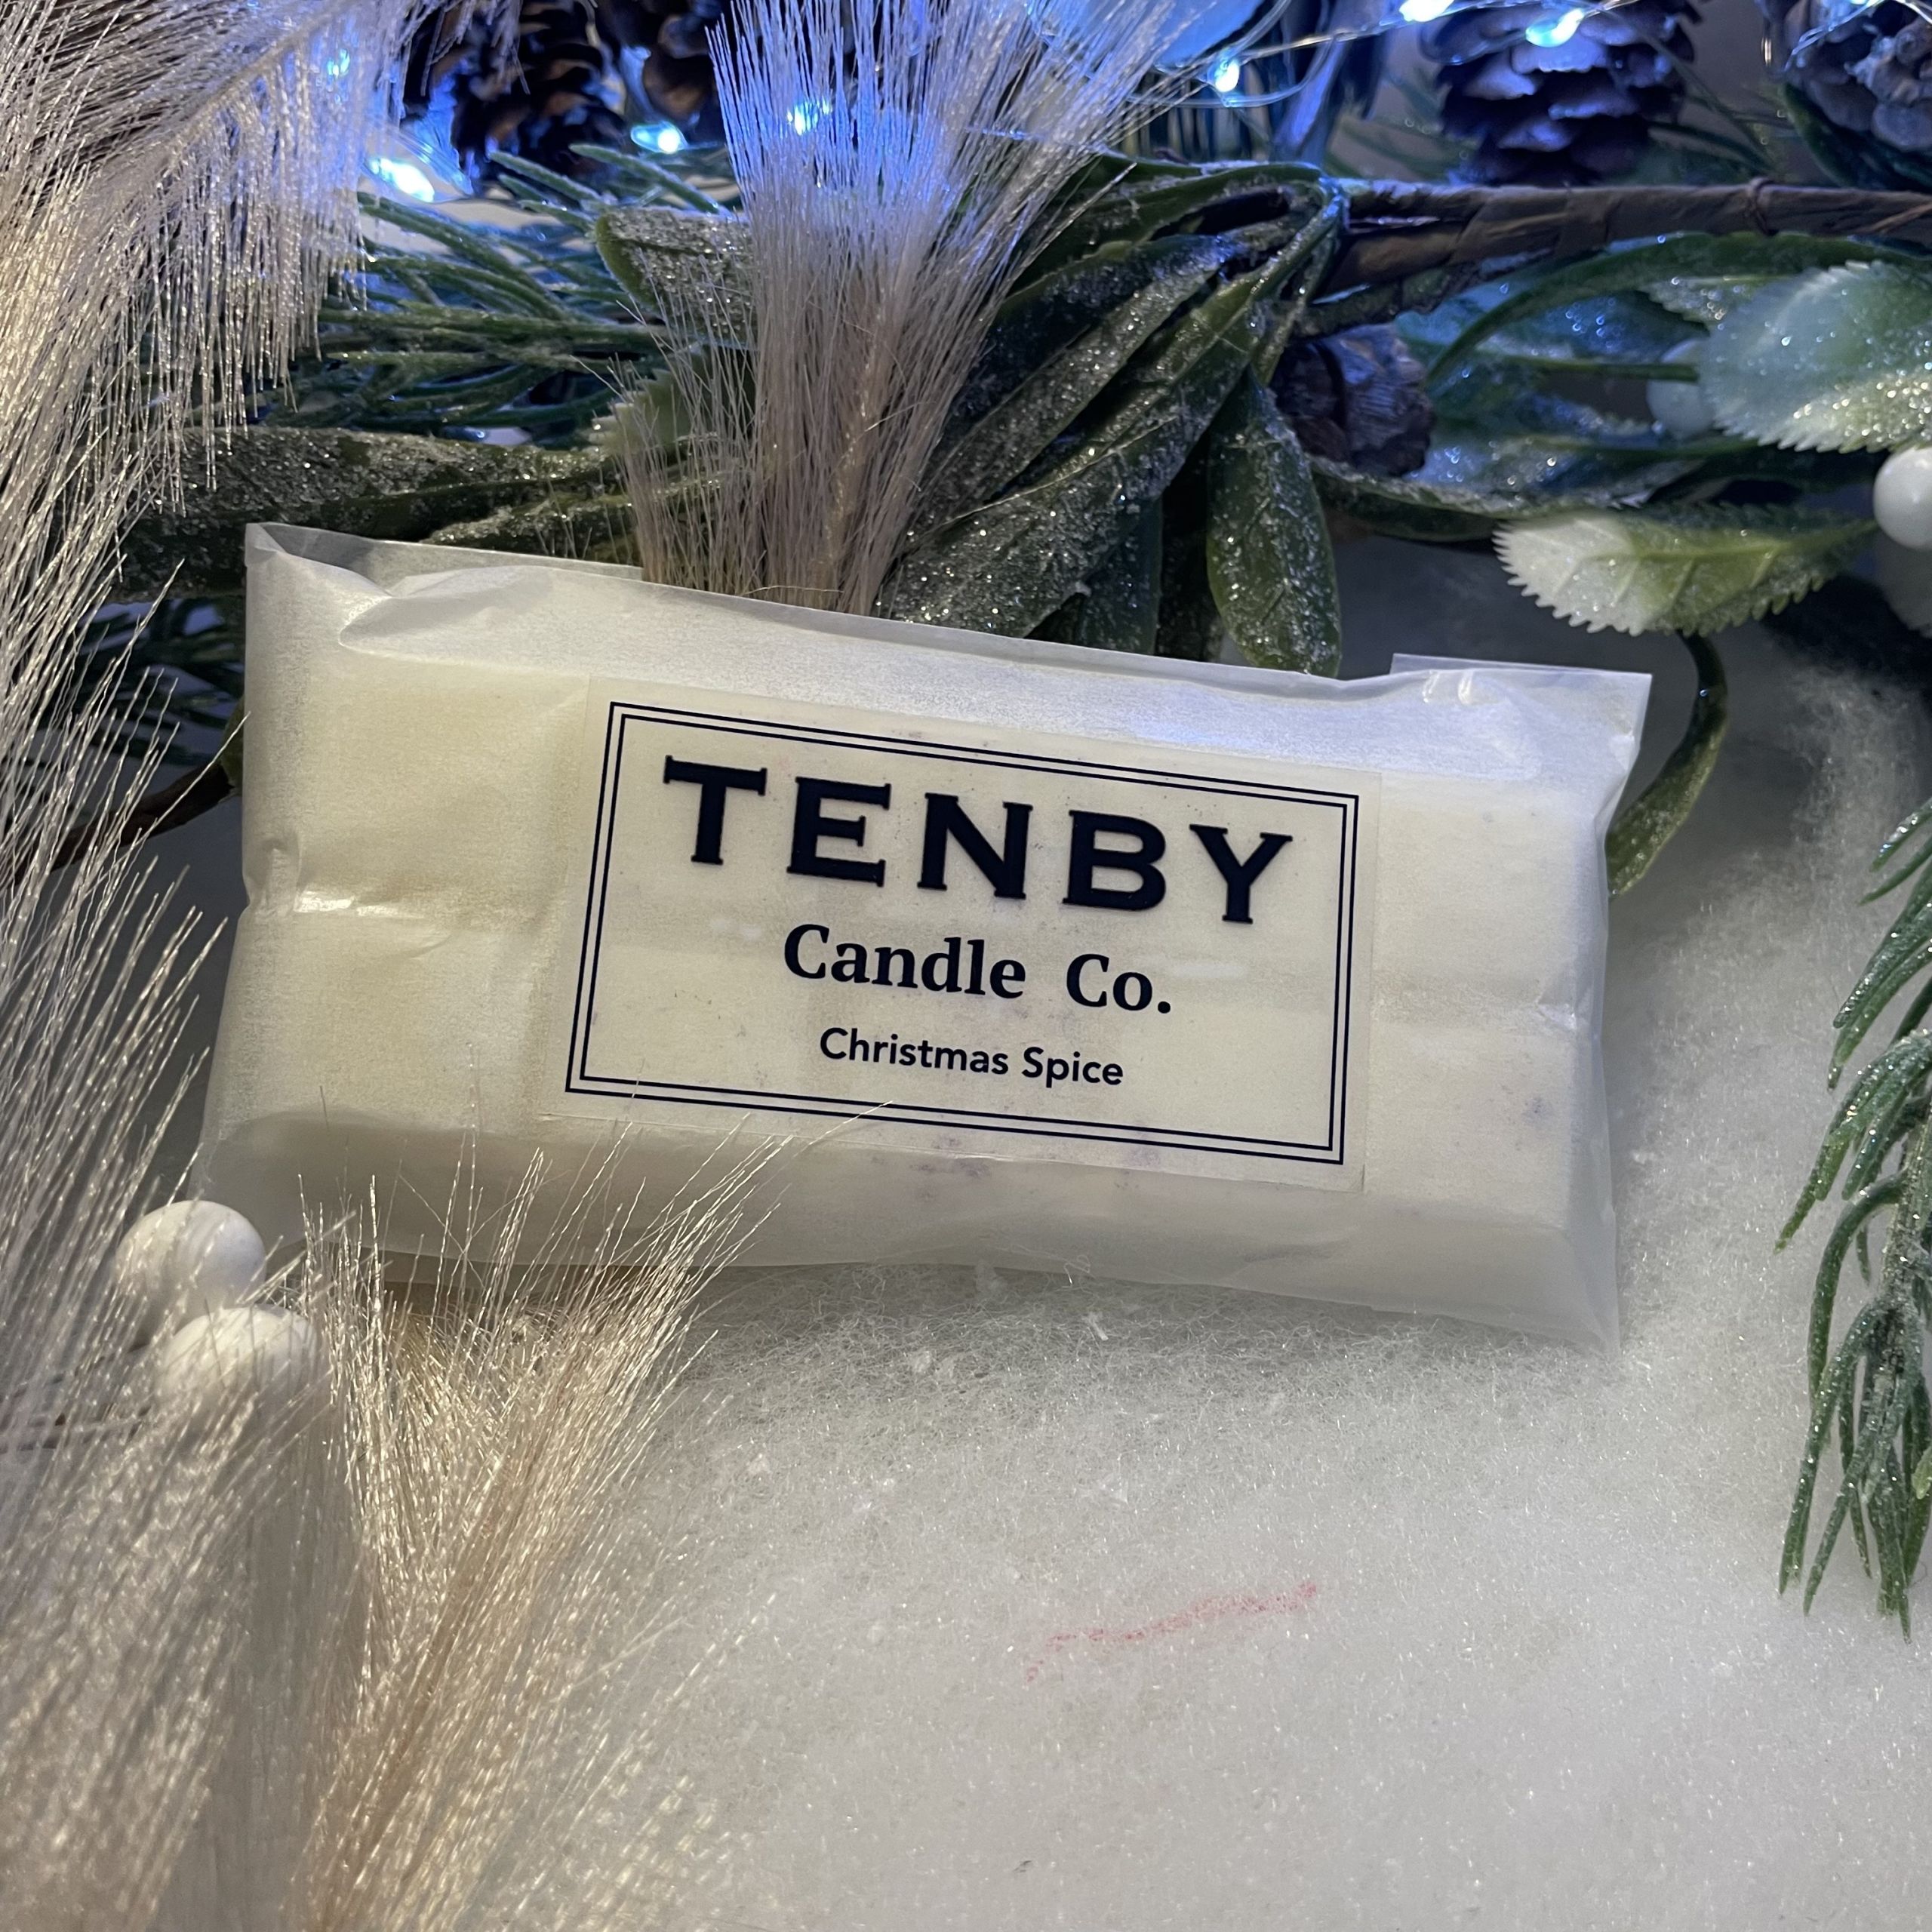 TENBY
Candle Co.
Christmas Spice